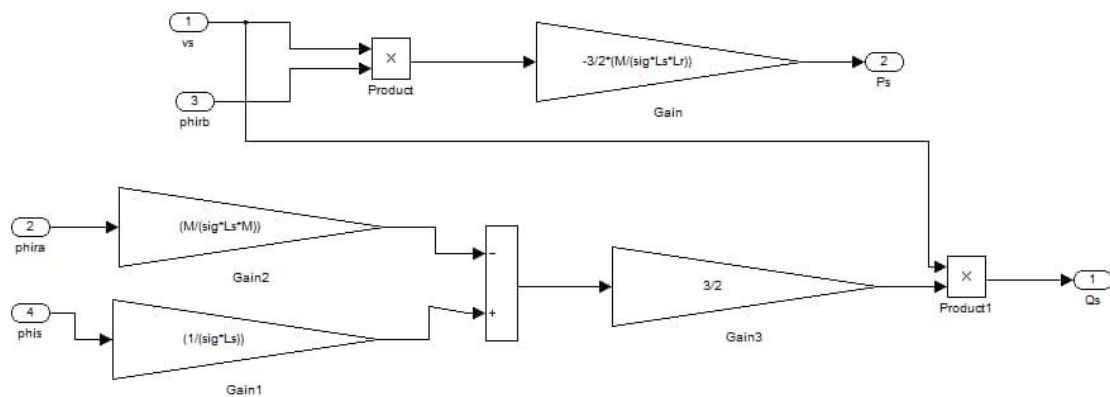 1
vs
×
Product
3
phirb
-3/2*(M/(sig*Ls*Lr))
Gain
2
Ps
2
phira
(M/(sig*Ls*M))
Gain2
−
+
4
phis
(1/(sig*Ls))
Gain1
3/2
Gain3
×
Product1
1
Qs